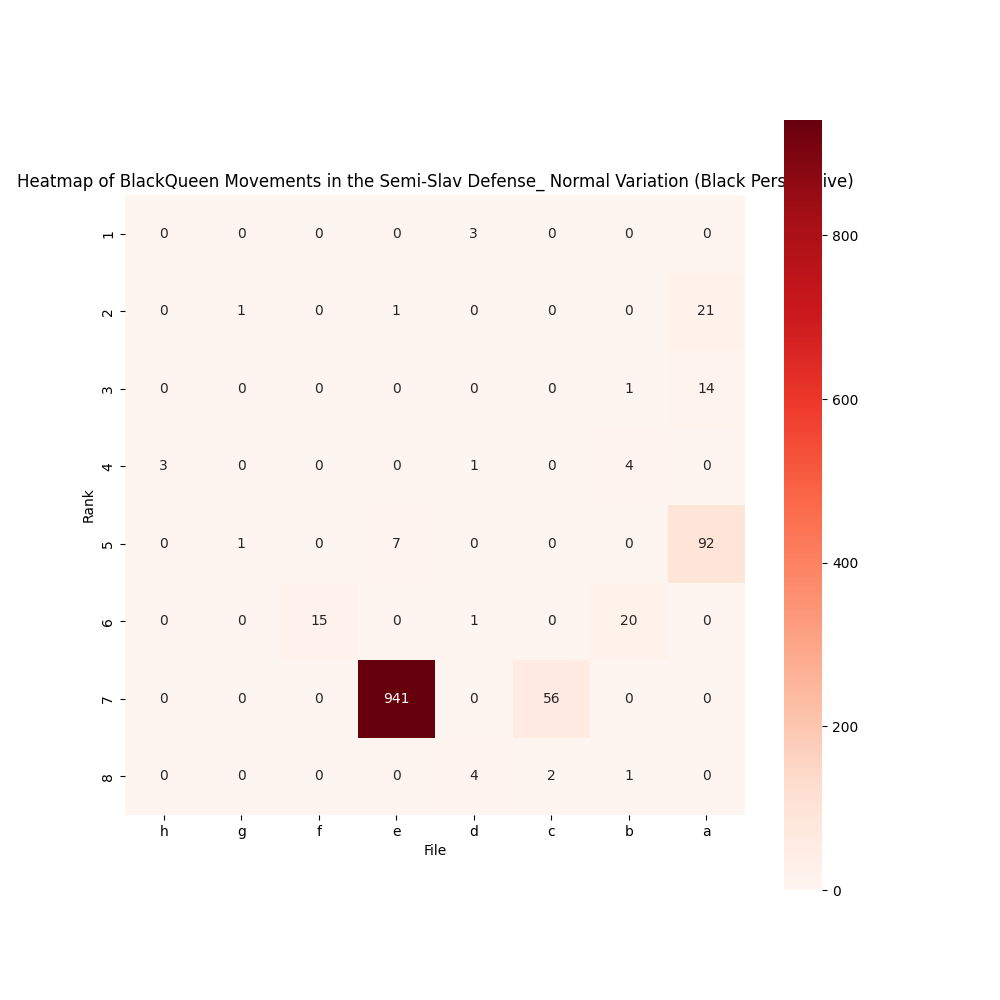 Heatmap of BlackQueen Movements in the Semi-Slav Defense_ Normal Variation (Black Pers ive)
1 0 0 0 0 3 0 0 0
2 0 1 0 1 0 0 0 21
3 0 0 0 0 0 0 1 14
4 3 0 0 0 1 0 4 0
5 0 1 0 7 0 0 0 92
6 0 0 15 0 1 0 20 0
7 0 0 0 941 0 56 0 0
8 0 0 0 0 4 2 1 0
Rank
h g f e d c b a
File
800
600
400
200
0